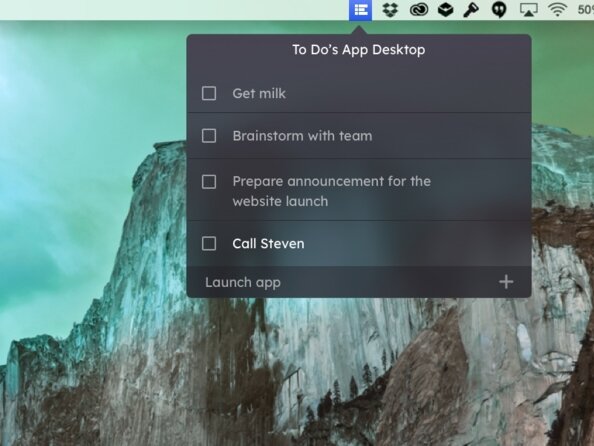 50%
To Do's App Desktop
Get milk
Brainstorm with team
Prepare announcement for the
website launch
Call Steven
Launch app